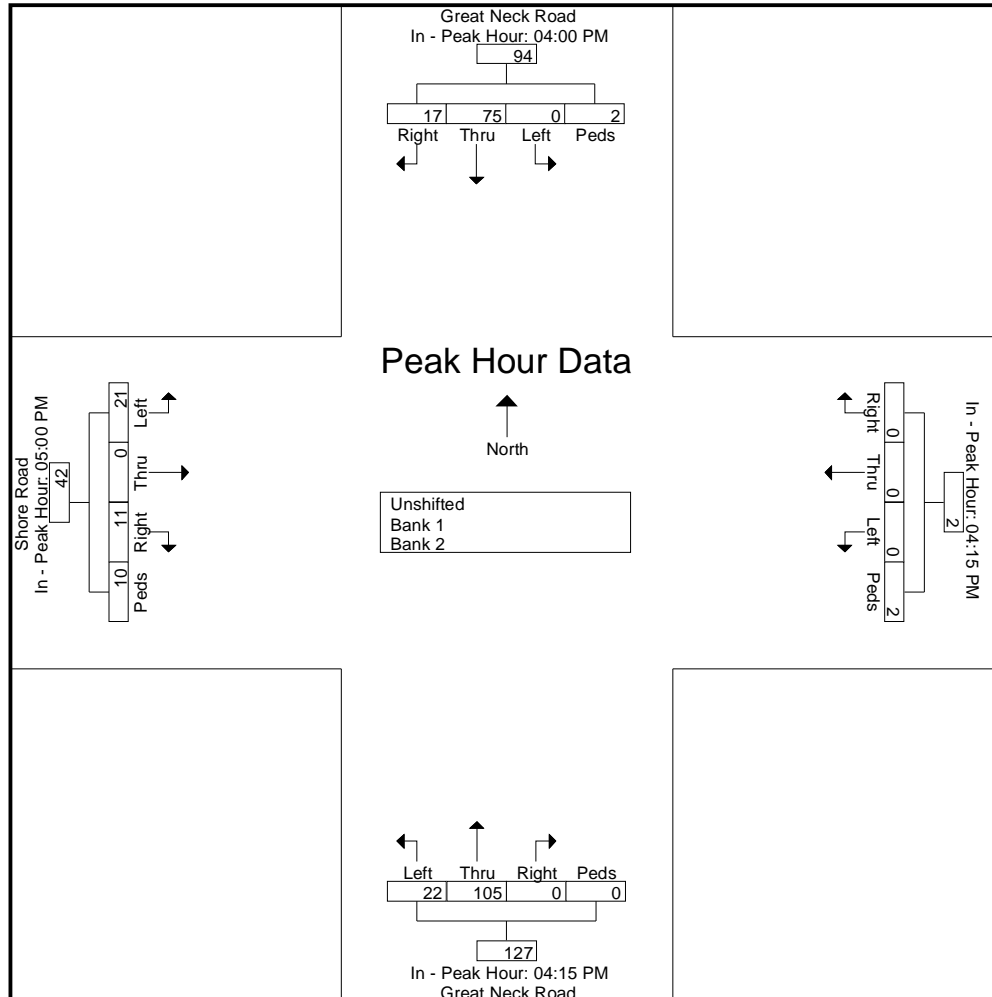 Great Neck Road
In - Peak Hour: 04:00 PM
94
17 75 0 2
Right Thru Left Peds
Peak Hour Data
North
Unshifted
Bank 1
Bank 2
Shore Road
In - Peak Hour: 05:00 PM
42
21 0 11 10
Left Thru Right Peds
In - Peak Hour: 04:15 PM
2
0 0 0 2
Right Thru Left Peds
Left Thru Right Peds
22 105 0 0
127
In - Peak Hour: 04:15 PM
Great Neck Road